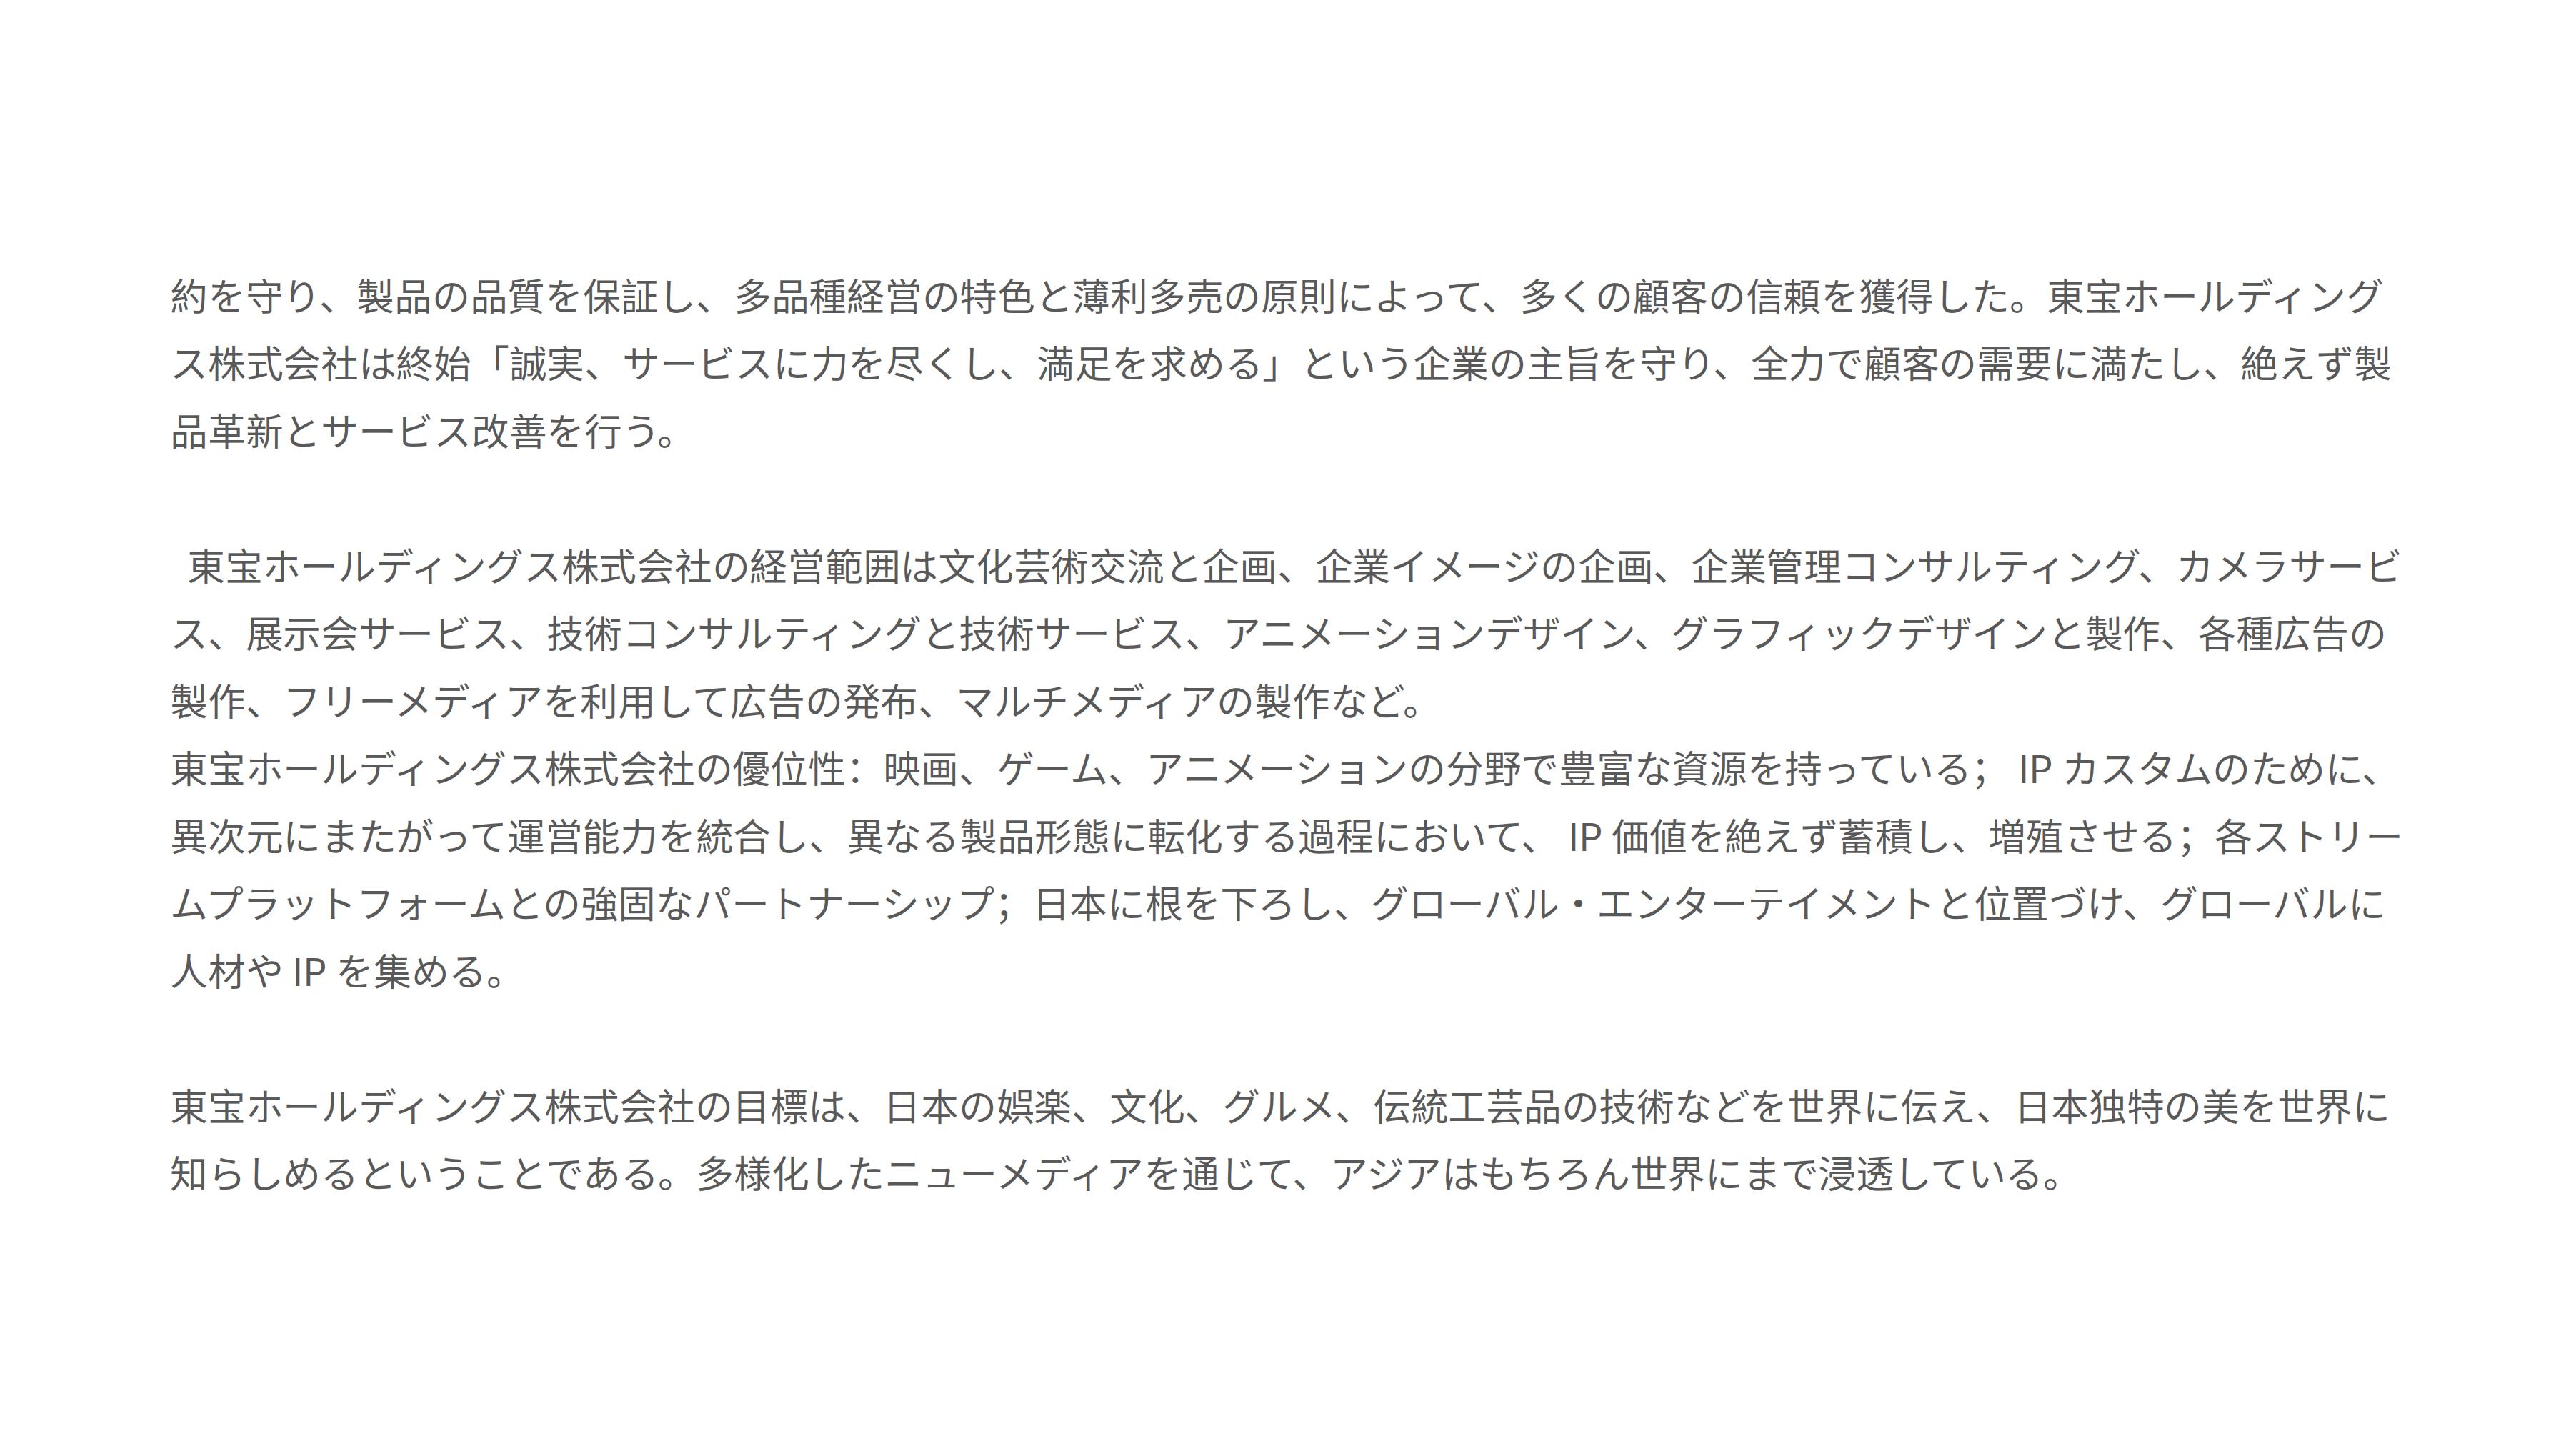 約を守り、製品の品質を保証し、多品種経営の特色と薄利多売の原則によって、多くの顧客の信頼を獲得した。東宝ホールディング
ス株式会社は終始「誠実、サービスに力を尽くし、満足を求める」という企業の主旨を守り、全力で顧客の需要に満たし、絶えず製
品革新とサービス改善を行う。
東宝ホールディングス株式会社の経営範囲は文化芸術交流と企画、企業イメージの企画、企業管理コンサルティング、カメラサービ
ス、展示会サービス、技術コンサルティングと技術サービス、アニメーションデザイン、グラフィックデザインと製作、各種広告の
製作、フリーメディアを利用して広告の発布、マルチメディアの製作など。
東宝ホールディングス株式会社の優位性：映画、ゲーム、アニメーションの分野で豊富な資源を持っている； IP カスタムのために、
異次元にまたがって運営能力を統合し、異なる製品形態に転化する過程において、 IP 価値を絶えず蓄積し、増殖させる；各ストリー
ムプラットフォームとの強固なパートナーシップ；日本に根を下ろし、グローバル・エンターテイメントと位置づけ、グローバルに
人材や IP を集める。
東宝ホールディングス株式会社の目標は、日本の娯楽、文化、グルメ、伝統工芸品の技術などを世界に伝え、日本独特の美を世界に
知らしめるということである。多様化したニューメディアを通じて、アジアはもちろん世界にまで浸透している。